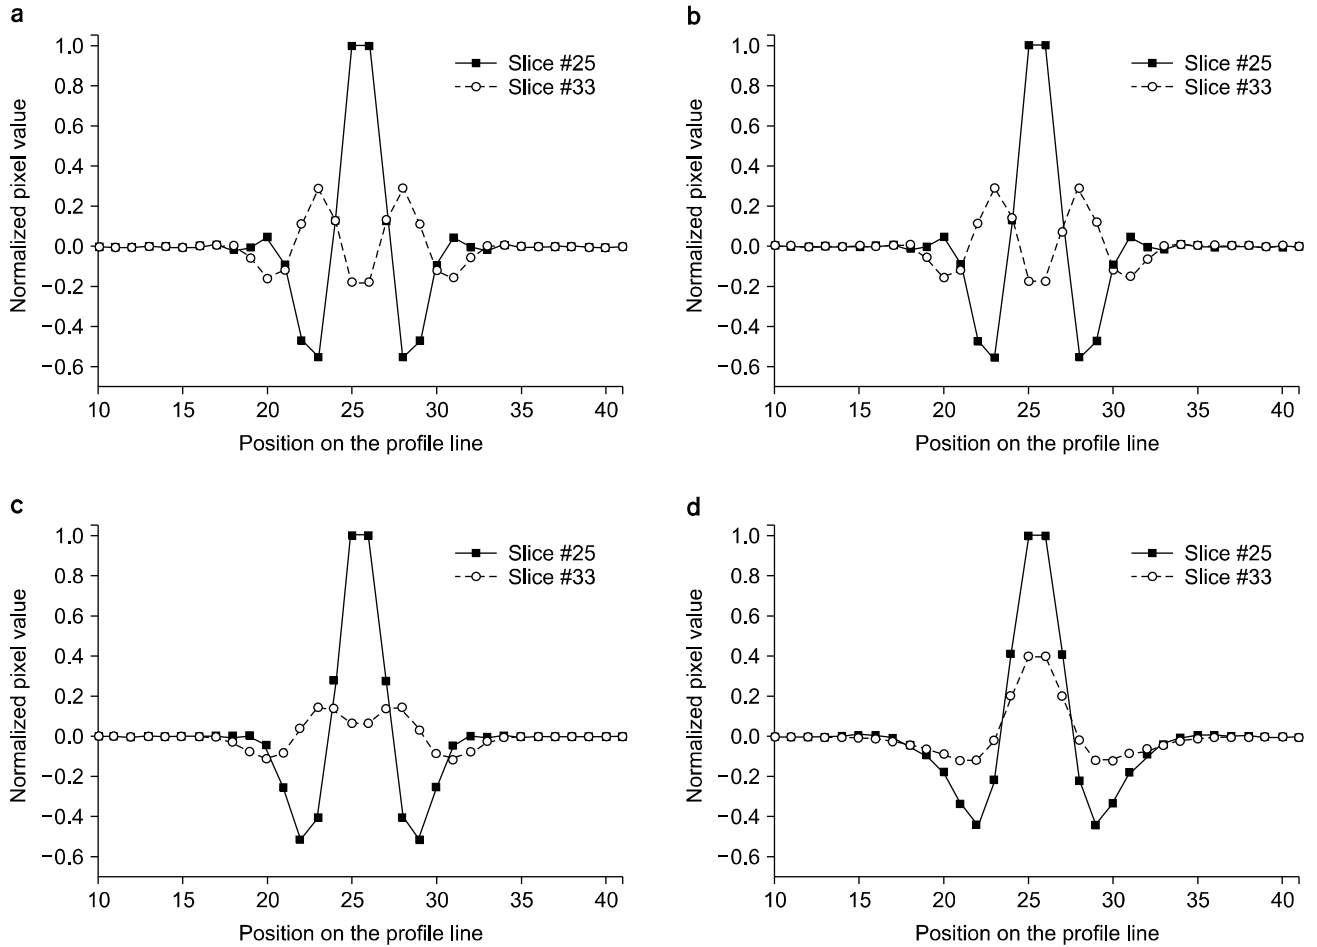 a
1.0
0.8
0.6
0.4
0.2
0.0
−0.2
−0.4
−0.6
Normalized pixel value
Slice #25
Slice #33
10 15 20 25 30 35 40
Position on the profile line
b
1.0
0.8
0.6
0.4
0.2
0.0
−0.2
−0.4
−0.6
Normalized pixel value
Slice #25
Slice #33
10 15 20 25 30 35 40
Position on the profile line
c
1.0
0.8
0.6
0.4
0.2
0.0
−0.2
−0.4
−0.6
Normalized pixel value
Slice #25
Slice #33
10 15 20 25 30 35 40
Position on the profile line
d
1.0
0.8
0.6
0.4
0.2
0.0
−0.2
−0.4
−0.6
Normalized pixel value
Slice #25
Slice #33
10 15 20 25 30 35 40
Position on the profile line